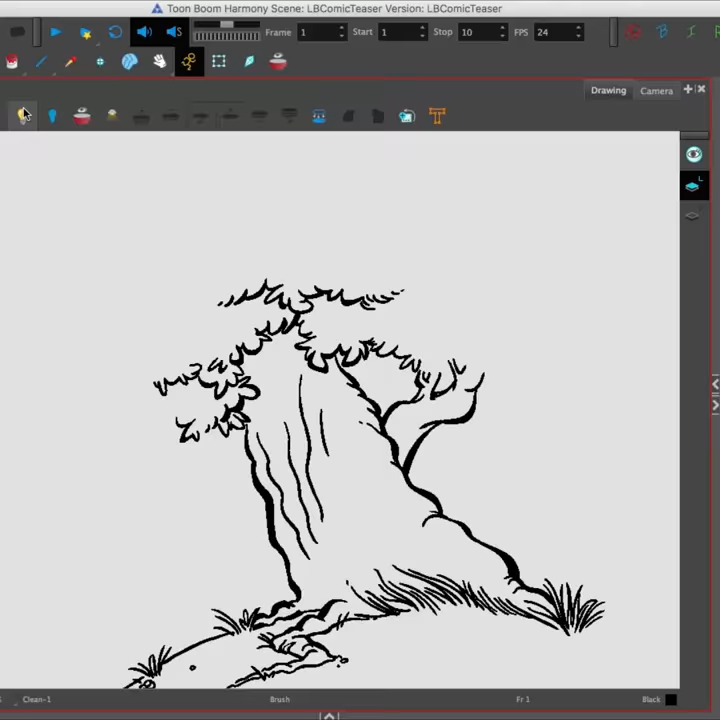 Toon Boom Harmony Scene: LBComicTeaser Version: LBComicTeaser
Frame 1 Start 1 Stop 10 FPS 24
Drawing Camera
Clean-1 Brush Fr 1 Black